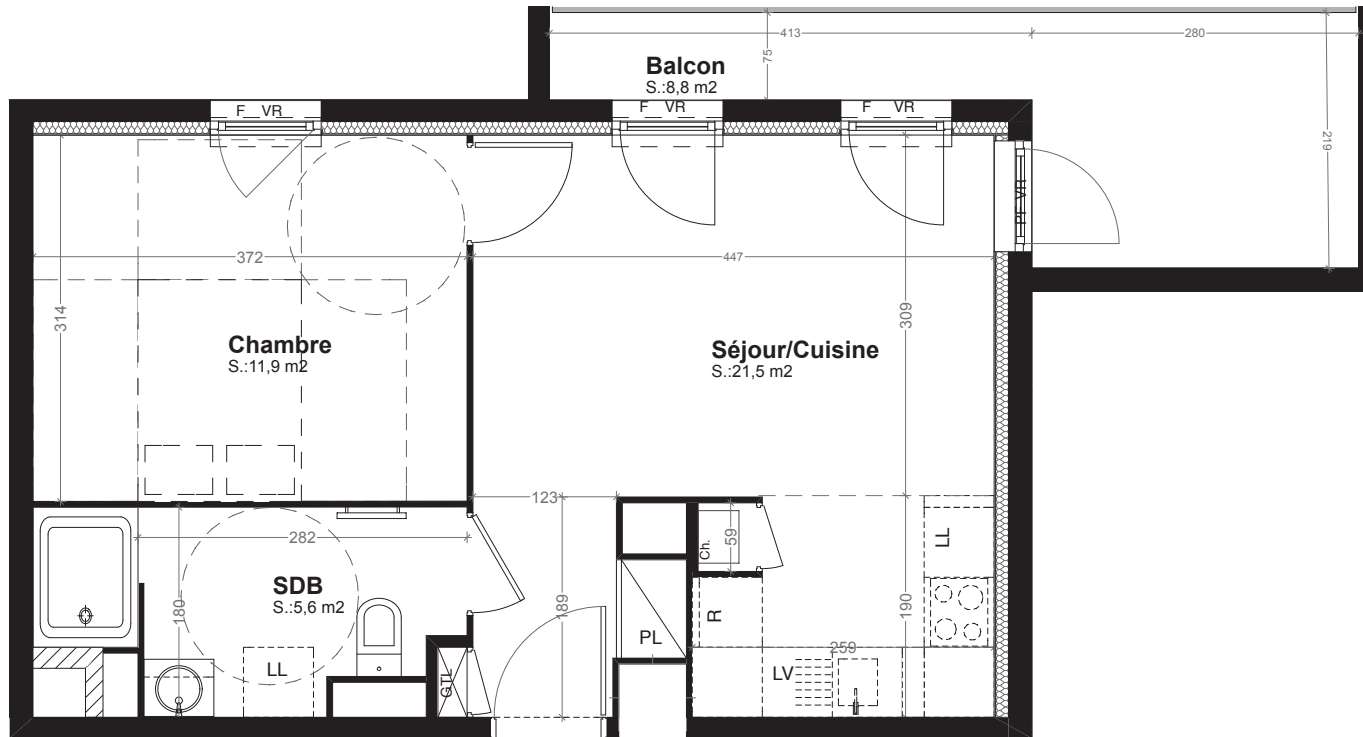 413
280
75
Balcon
S.:8,8 m2
F VR
F VR
F VR
219
PF VR
372
447
314
309
Chambre
S.:11,9 m2
Séjour/Cuisine
S.:21,5 m2
123
282
59
Ch.
LL
SDB
S.:5,6 m2
180
189
190
R
PL
259
LL
LV
GTL